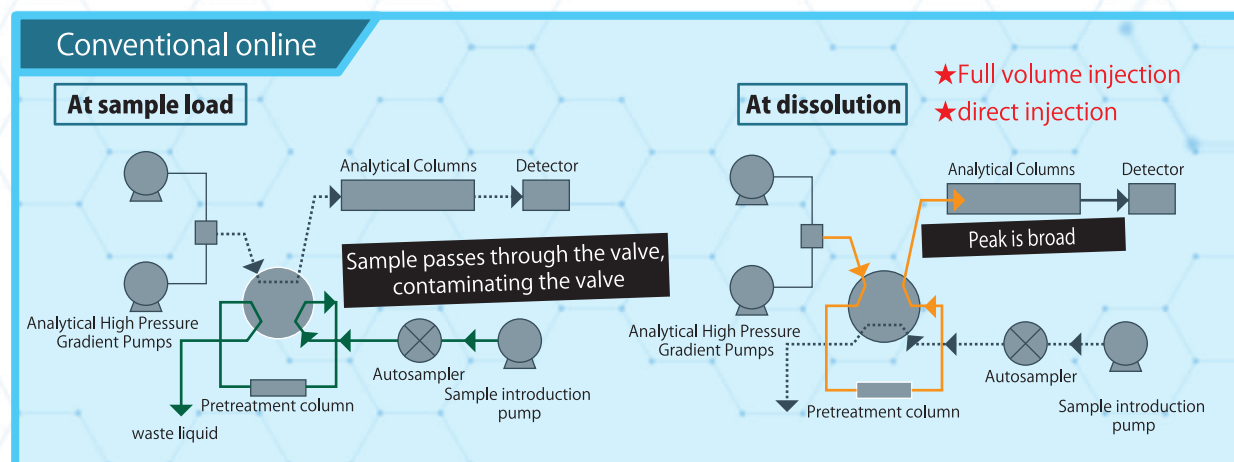 Conventional online
At sample load
Analytical Columns
Detector
Sample passes through the valve,
contaminating the valve
Analytical High Pressure
Gradient Pumps
Autosampler
Sample introduction
pump
Pretreatment column
waste liquid
At dissolution
★Full volume injection
★direct injection
Analytical Columns
Detector
Peak is broad
Analytical High Pressure
Gradient Pumps
Autosampler
Sample introduction
pump
Pretreatment column